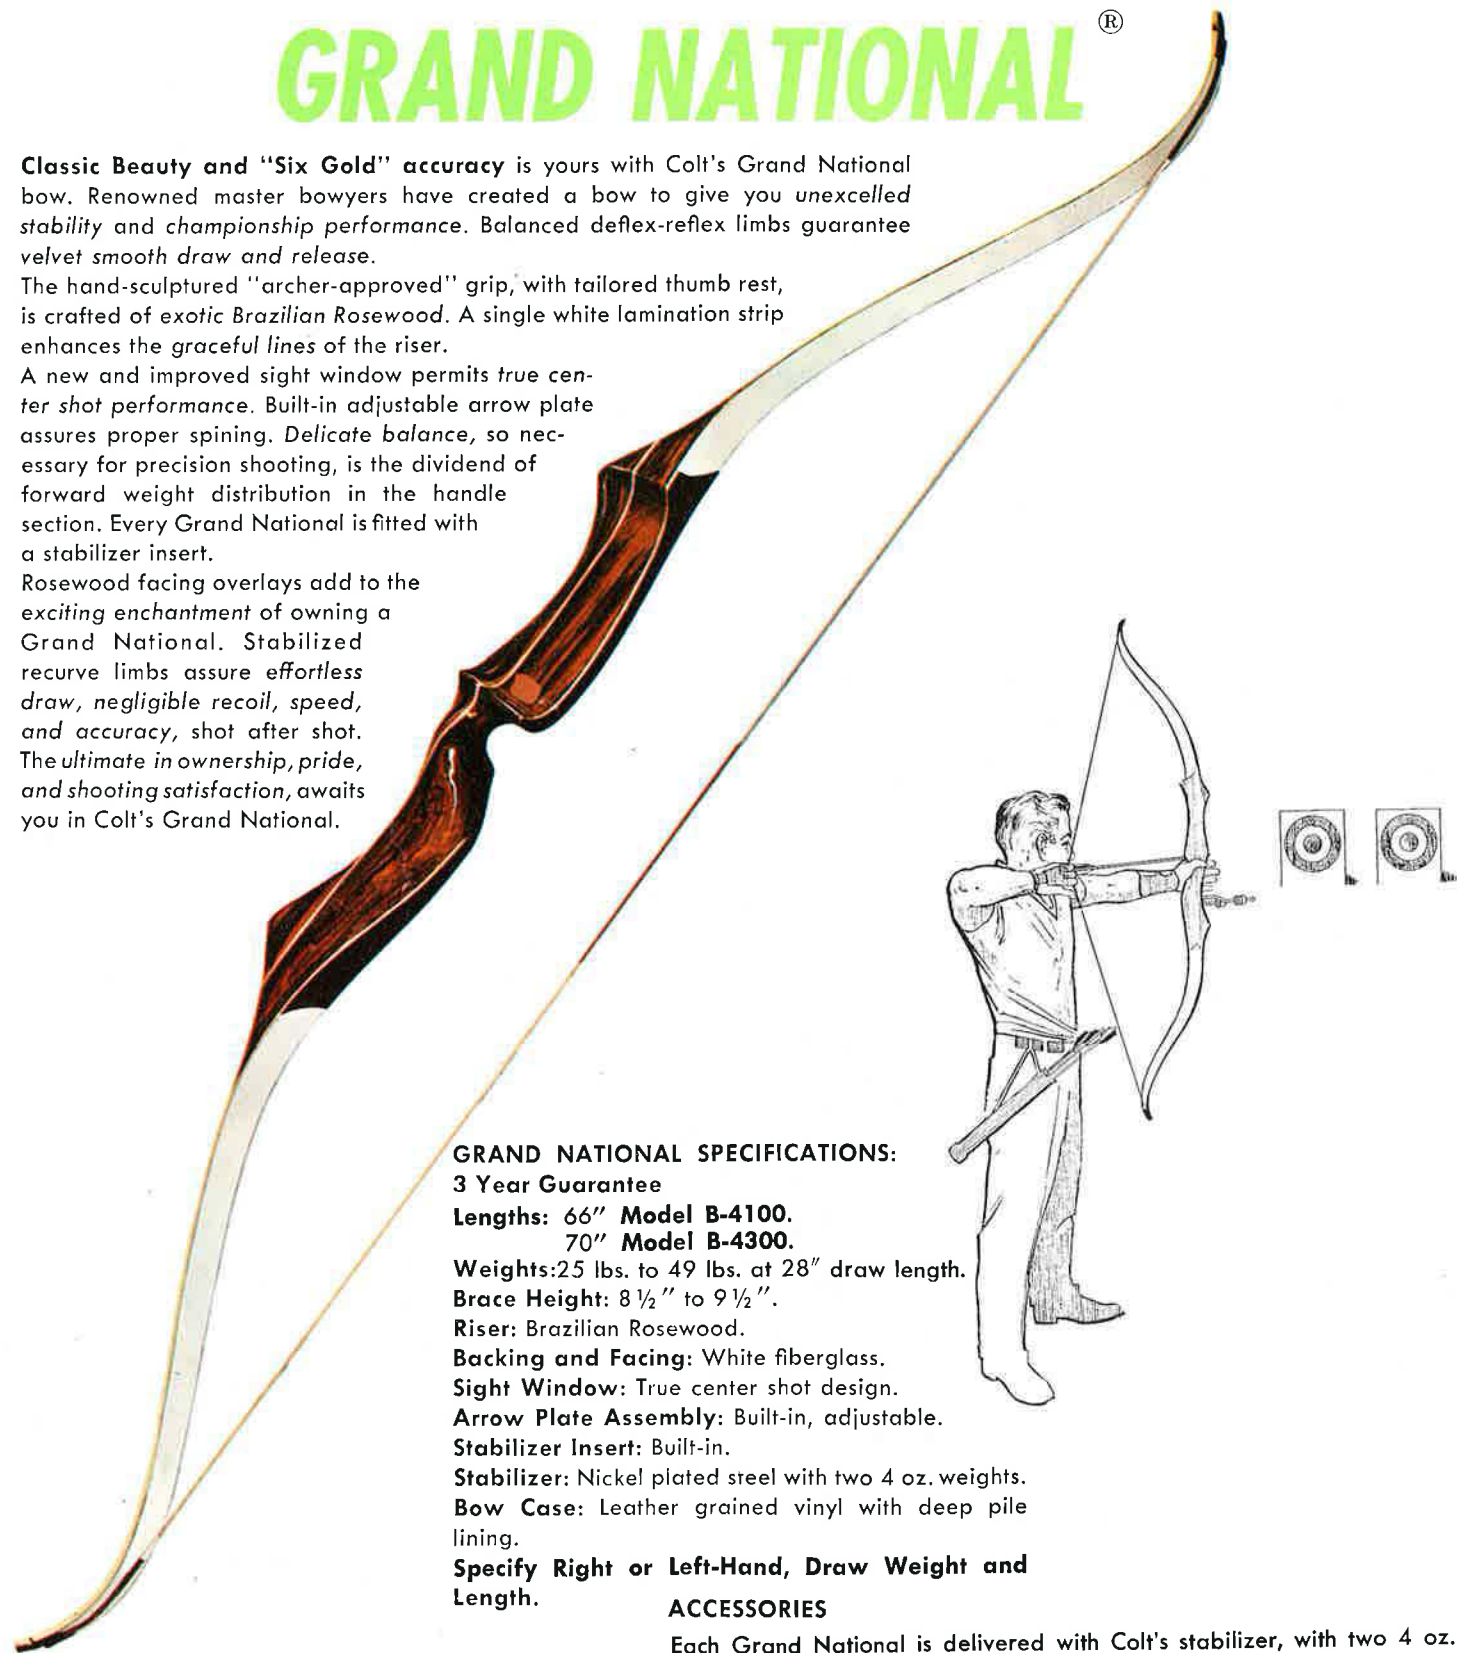 GRAND NATIONAL ®
Classic Beauty and "Six Gold" accuracy is yours with Colt's Grand National
bow. Renowned master bowyers have created a bow to give you unexcelled
stability and championship performance. Balanced deflex-reflex limbs guarantee
velvet smooth draw and release.
The hand-sculptured "archer-approved" grip, with tailored thumb rest,
is crafted of exotic Brazilian Rosewood. A single white lamination strip
enhances the graceful lines of the riser.
A new and improved sight window permits true cen-
ter shot performance. Built-in adjustable arrow plate
assures proper spining. Delicate balance, so nec-
essary for precision shooting, is the dividend of
forward weight distribution in the handle
section. Every Grand National is fitted with
a stabilizer insert.
Rosewood facing overlays add to the
exciting enchantment of owning a
Grand National. Stabilized
recurve limbs assure effortless
draw, negligible recoil, speed,
and accuracy, shot after shot.
The ultimate in ownership, pride,
and shooting satisfaction, awaits
you in Colt's Grand National.
GRAND NATIONAL SPECIFICATIONS:
3 Year Guarantee
Lengths: 66" Model B-4100.
70" Model B-4300.
Weights:25 lbs. to 49 lbs. at 28" draw length.
Brace Height: 8½" to 9½".
Riser: Brazilian Rosewood.
Backing and Facing: White fiberglass.
Sight Window: True center shot design.
Arrow Plate Assembly: Built-in, adjustable.
Stabilizer Insert: Built-in.
Stabilizer: Nickel plated steel with two 4 oz. weights.
Bow Case: Leather grained vinyl with deep pile
lining.
Specify Right or Left-Hand, Draw Weight and
Length.
ACCESSORIES
Each Grand National is delivered with Colt's stabilizer, with two 4 oz.